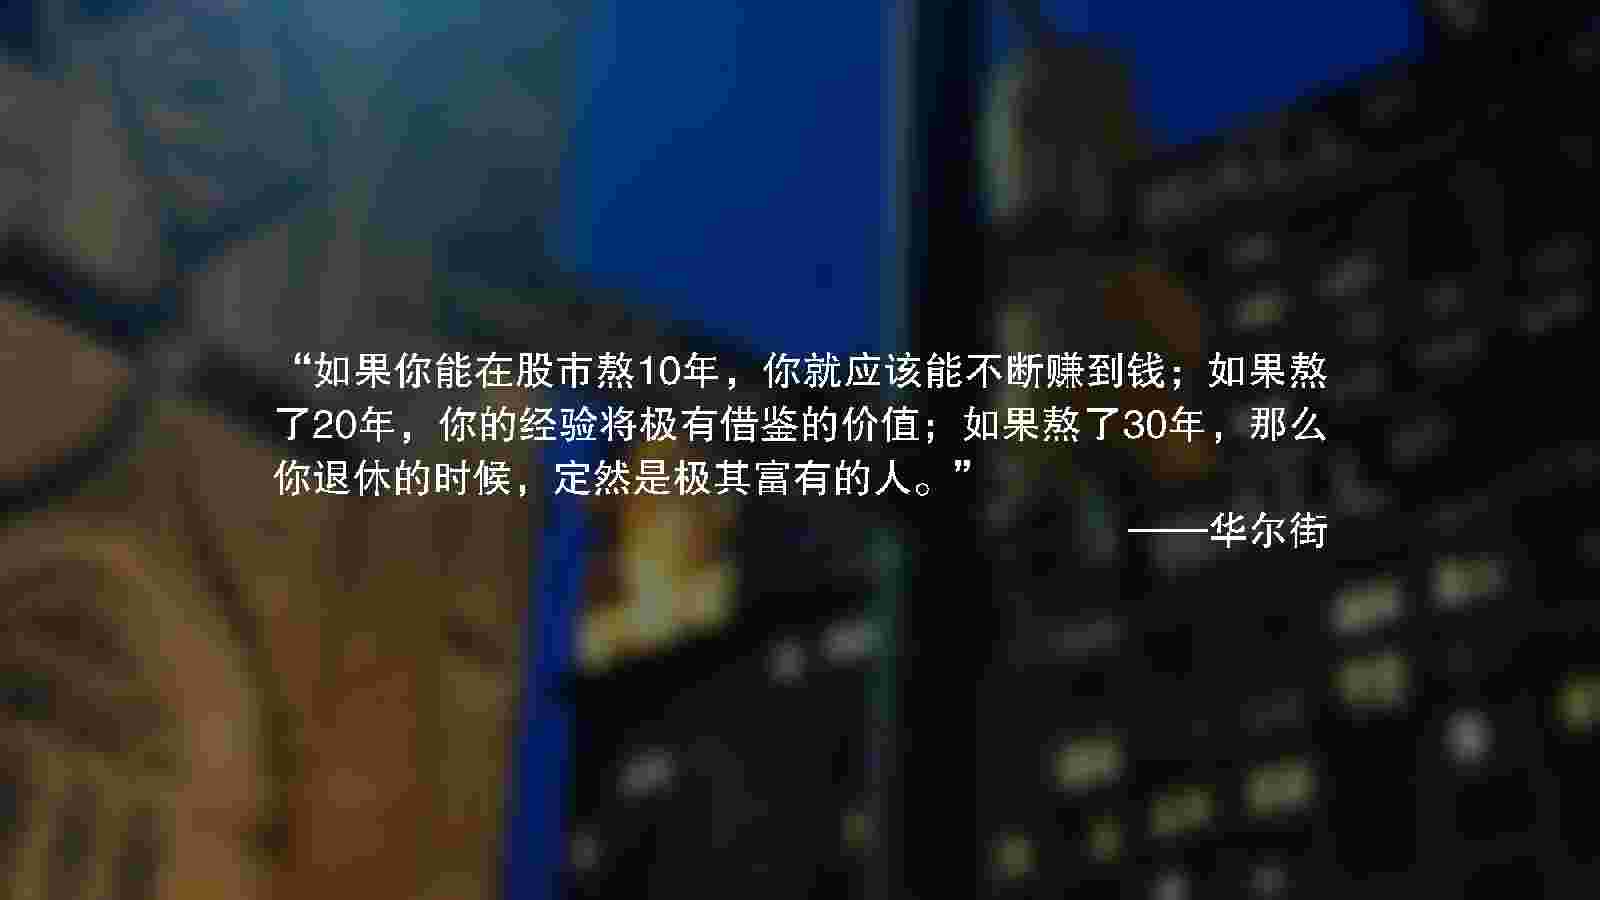 “如果你能在股市熬10年，你就应该能不断赚到钱；如果熬
了20年，你的经验将极有借鉴的价值；如果熬了30年，那么
你退休的时候，定然是极其富有的人。”
——华尔街